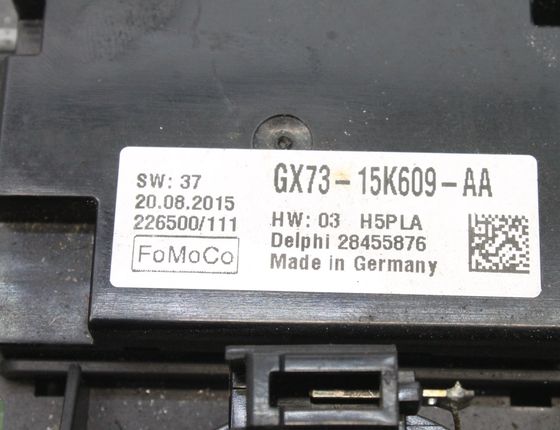 GX73-15K609-AA
SW: 37
20.08.2015
226500/111
FoMoCo
HW: 03 H5PLA
Delphi 28455876
Made in Germany